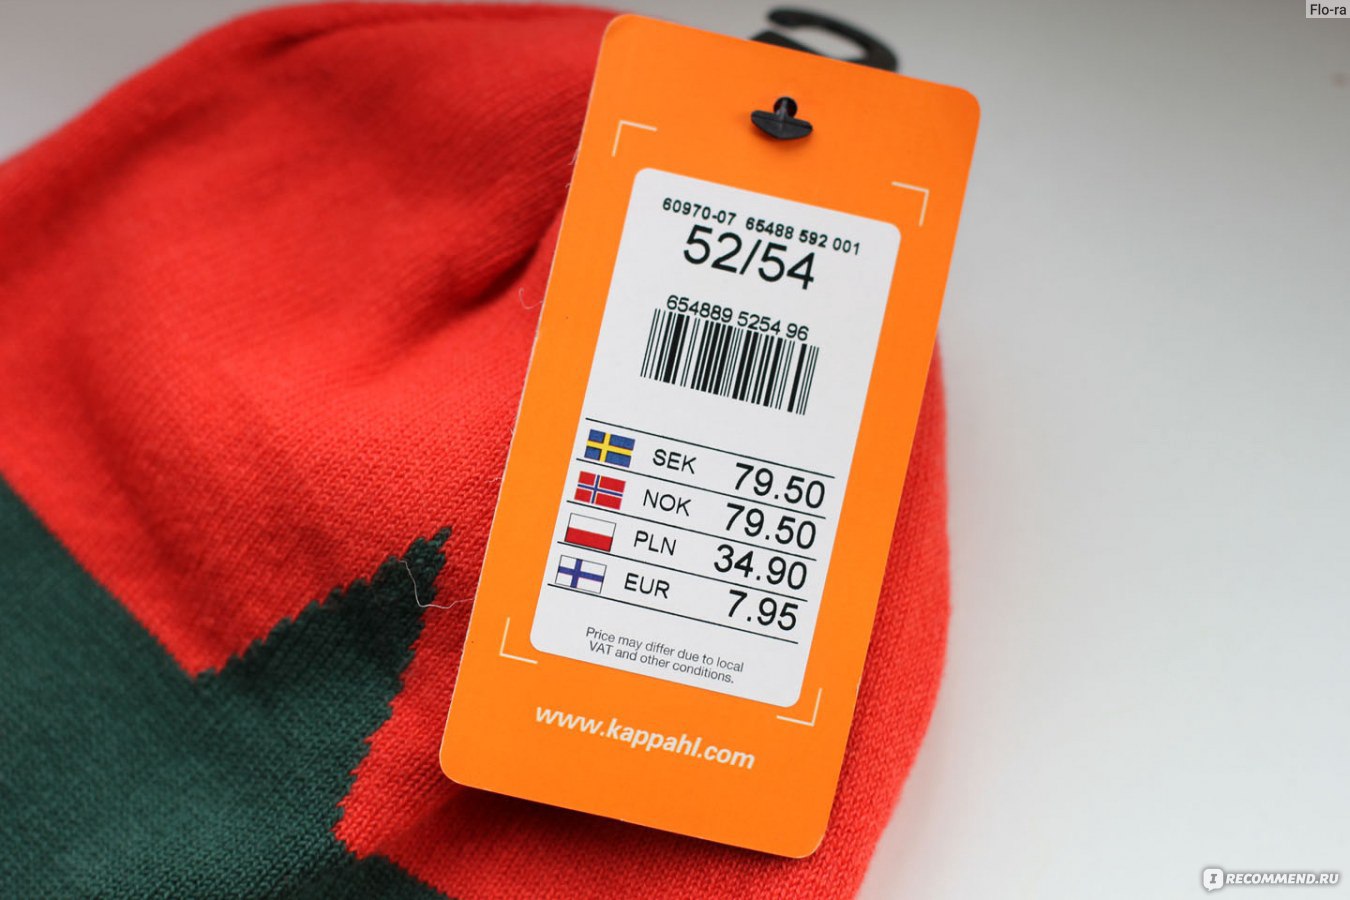 Flo-ra
60970-07 65488 592 001
52/54
654889 5254 96
SEK 79.50
NOK 79.50
PLN 34.90
EUR 7.95
Price may differ due to local
VAT and other conditions.
www.kappahl.com
IRECOMMEND.RU